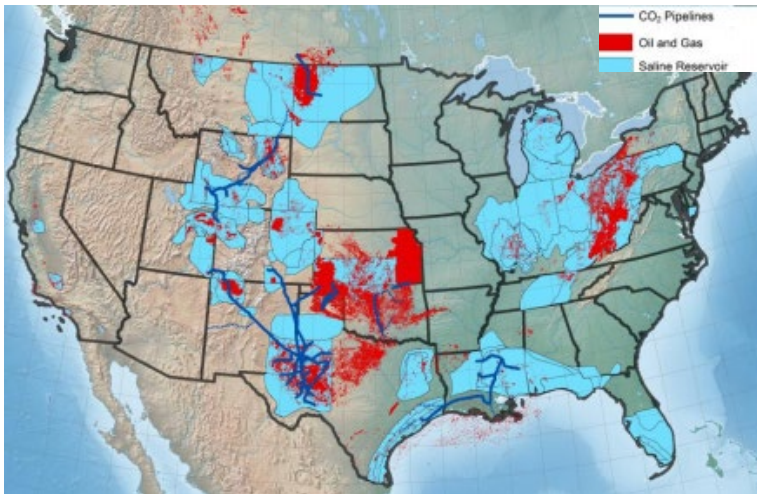 CO₂ Pipelines
Oil and Gas
Saline Reservoir